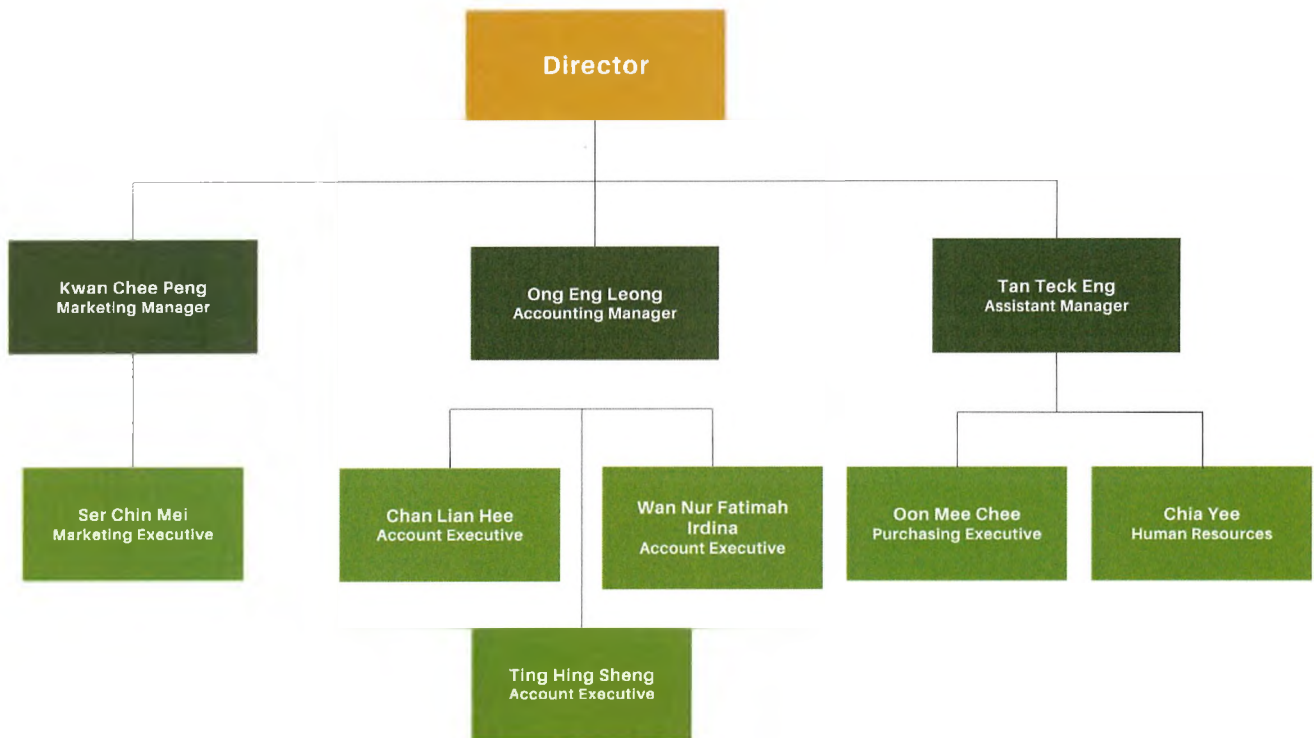 Director
Kwan Chee Peng
Marketing Manager
Ong Eng Leong
Accounting Manager
Tan Teck Eng
Assistant Manager
Ser Chin Mei
Marketing Executive
Chan Lian Hee
Account Executive
Wan Nur Fatimah
Irdina
Account Executive
Oon Mee Chee
Purchasing Executive
Chia Yee
Human Resources
Ting Hing Sheng
Account Executive